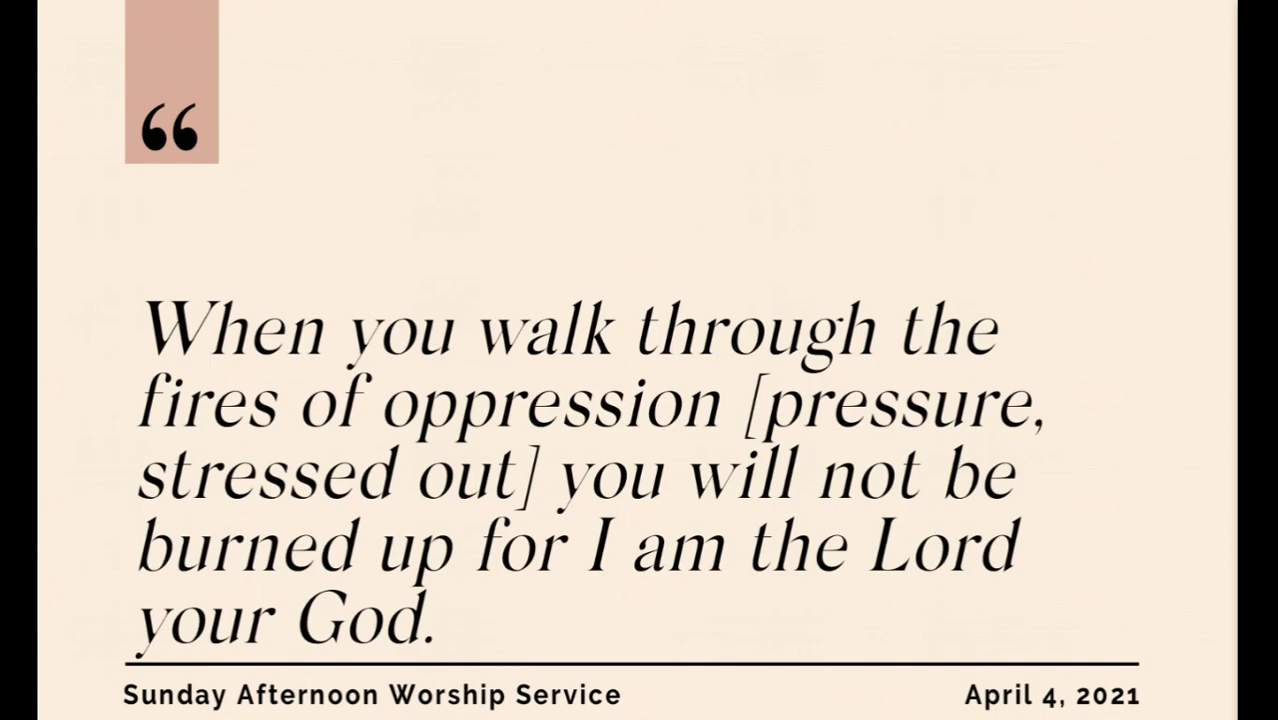 “
When you walk through the
fires of oppression [pressure,
stressed out] you will not be
burned up for I am the Lord
your God.
Sunday Afternoon Worship Service
April 4, 2021